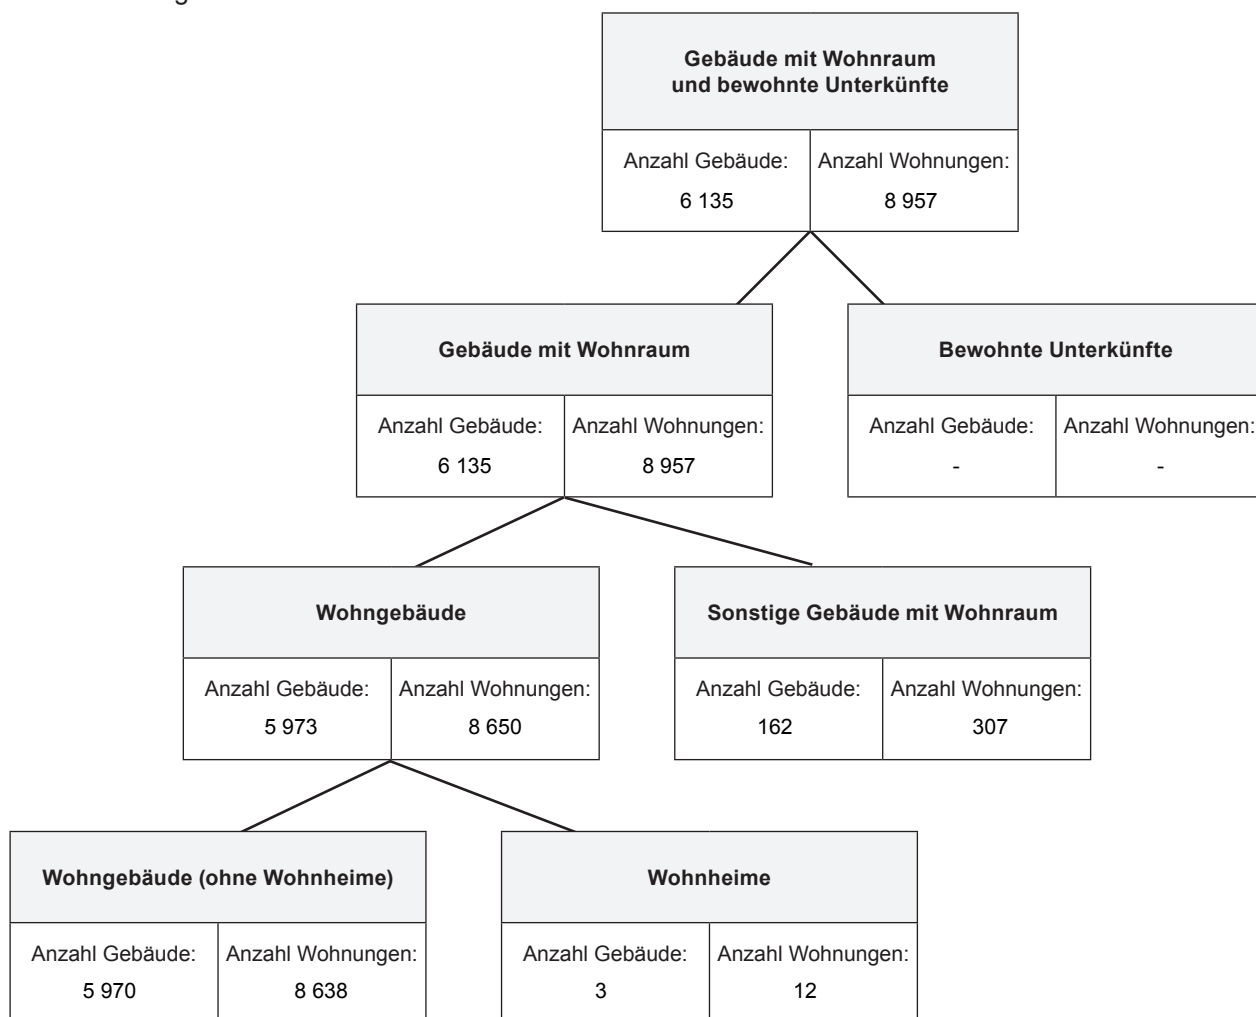 Gebäude mit Wohnraum
und bewohnte Unterkünfte
Anzahl Gebäude: Anzahl Wohnungen:
6 135 8 957
Gebäude mit Wohnraum Bewohnte Unterkünfte
Anzahl Gebäude: Anzahl Wohnungen: Anzahl Gebäude: Anzahl Wohnungen:
6 135 8 957 - -
Wohngebäude Sonstige Gebäude mit Wohnraum
Anzahl Gebäude: Anzahl Wohnungen: Anzahl Gebäude: Anzahl Wohnungen:
5 973 8 650 162 307
Wohngebäude (ohne Wohnheime) Wohnheime
Anzahl Gebäude: Anzahl Wohnungen: Anzahl Gebäude: Anzahl Wohnungen:
5 970 8 638 3 12